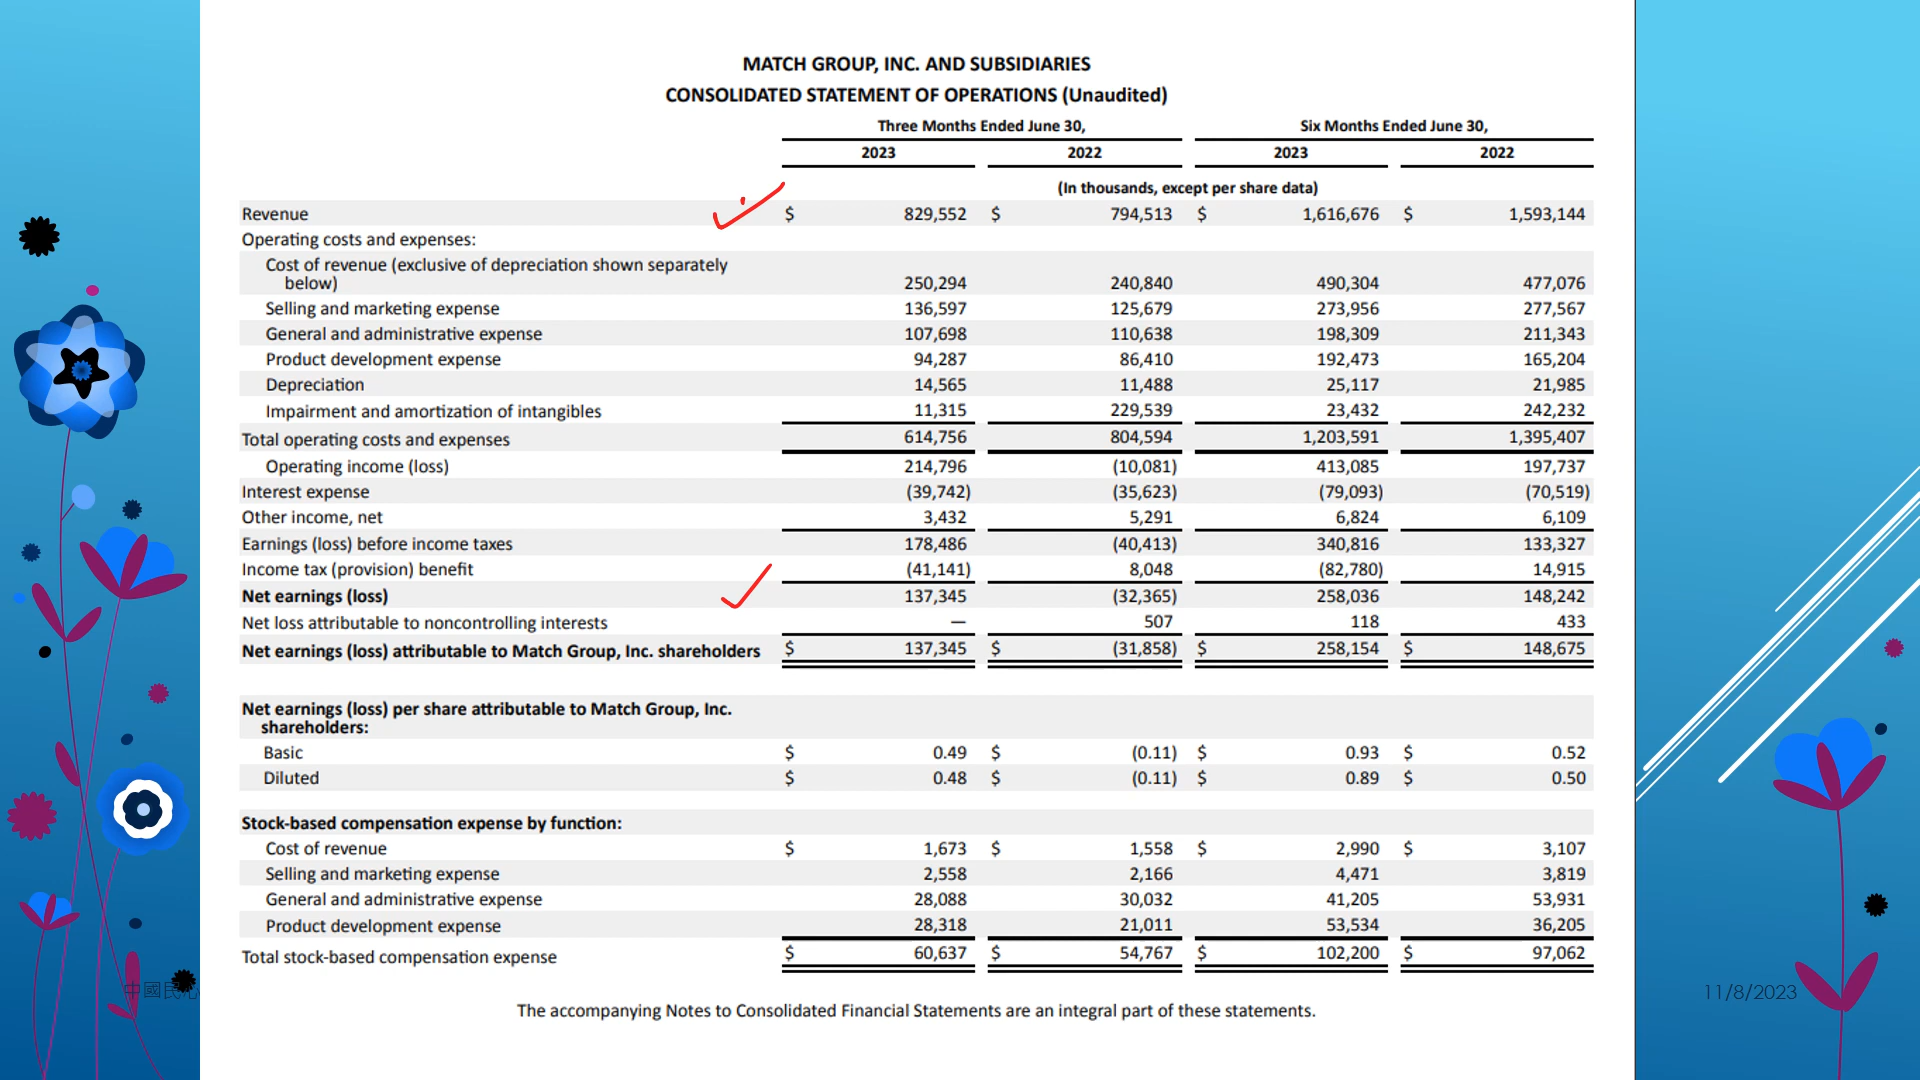 MATCH GROUP, INC. AND SUBSIDIARIES
CONSOLIDATED STATEMENT OF OPERATIONS (Unaudited)
Three Months Ended June 30, Six Months Ended June 30,
2023 2022 2023 2022
(In thousands, except per share data)
Revenue $ 829,552 $ 794,513 $ 1,616,676 $ 1,593,144
Operating costs and expenses:
Cost of revenue (exclusive of depreciation shown separately
below) 250,294 240,840 490,304 477,076
Selling and marketing expense 136,597 125,679 273,956 277,567
General and administrative expense 107,698 110,638 198,309 211,343
Product development expense 94,287 86,410 192,473 165,204
Depreciation 14,565 11,488 25,117 21,985
Impairment and amortization of intangibles 11,315 229,539 23,432 242,232
Total operating costs and expenses 614,756 804,594 1,203,591 1,395,407
Operating income (loss) 214,796 (10,081) 413,085 197,737
Interest expense (39,742) (35,623) (79,093) (70,519)
Other income, net 3,432 5,291 6,824 6,109
Earnings (loss) before income taxes 178,486 (40,413) 340,816 133,327
Income tax (provision) benefit (41,141) 8,048 (82,780) 14,915
Net earnings (loss) 137,345 (32,365) 258,036 148,242
Net loss attributable to noncontrolling interests — 507 118 433
Net earnings (loss) attributable to Match Group, Inc. shareholders $ 137,345 $ (31,858) $ 258,154 $ 148,675
Net earnings (loss) per share attributable to Match Group, Inc.
shareholders:
Basic $ 0.49 $ (0.11) $ 0.93 $ 0.52
Diluted $ 0.48 $ (0.11) $ 0.89 $ 0.50
Stock-based compensation expense by function:
Cost of revenue $ 1,673 $ 1,558 $ 2,990 $ 3,107
Selling and marketing expense 2,558 2,166 4,471 3,819
General and administrative expense 28,088 30,032 41,205 53,931
Product development expense 28,318 21,011 53,534 36,205
Total stock-based compensation expense $ 60,637 $ 54,767 $ 102,200 $ 97,062
The accompanying Notes to Consolidated Financial Statements are an integral part of these statements.
中國民
11/8/2023